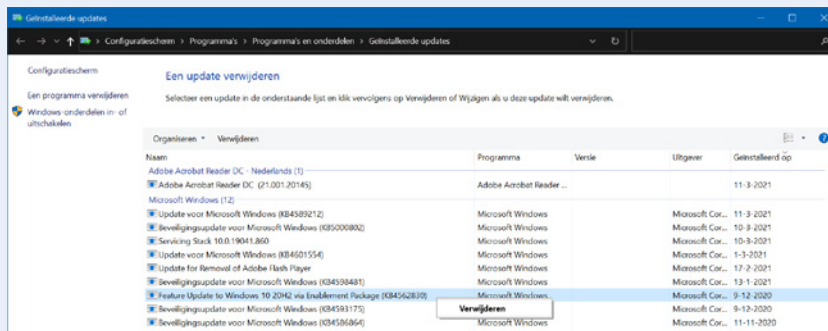 Geïnstalleerde updates
Configuratiescherm > Programma's > Programma's en onderdelen > Geïnstalleerde updates
Configuratiescherm
Een programma verwijderen
Windows-onderdelen in- of
uitschakelen
Een update verwijderen
Selecteer een update in de onderstaande lijst en klik vervolgens op Verwijderen of Wijzigen als u deze update wilt verwijderen.
Organiseren Verwijderen
Naam Programma Versie Uitgever Geïnstalleerd op
Adobe Acrobat Reader DC - Nederlands (1)
Adobe Acrobat Reader DC (21.001.20145) Adobe Acrobat Reader ... 11-3-2021
Microsoft Windows (12)
Update voor Microsoft Windows (KB4589212) Microsoft Windows Microsoft Cor... 11-3-2021
Beveiligingsupdate voor Microsoft Windows (KB5000802) Microsoft Windows Microsoft Cor... 10-3-2021
Servicing Stack 10.0.19041.860 Microsoft Windows Microsoft Cor... 10-3-2021
Update voor Microsoft Windows (KB4601554) Microsoft Windows Microsoft Cor... 1-3-2021
Update for Removal of Adobe Flash Player Microsoft Windows Microsoft Cor... 17-2-2021
Beveiligingsupdate voor Microsoft Windows (KB4598481) Microsoft Windows Microsoft Cor... 13-1-2021
Feature Update to Windows 10 20H2 via Enablement Package (KB4562830) Microsoft Windows Microsoft Cor... 9-12-2020
Beveiligingsupdate voor Microsoft Windows (KB4593175) Microsoft Cor... 9-12-2020
Verwijderen
Beveiligingsupdate voor Microsoft Windows (KB4586864) Microsoft Windows Microsoft Cor... 11-11-2020